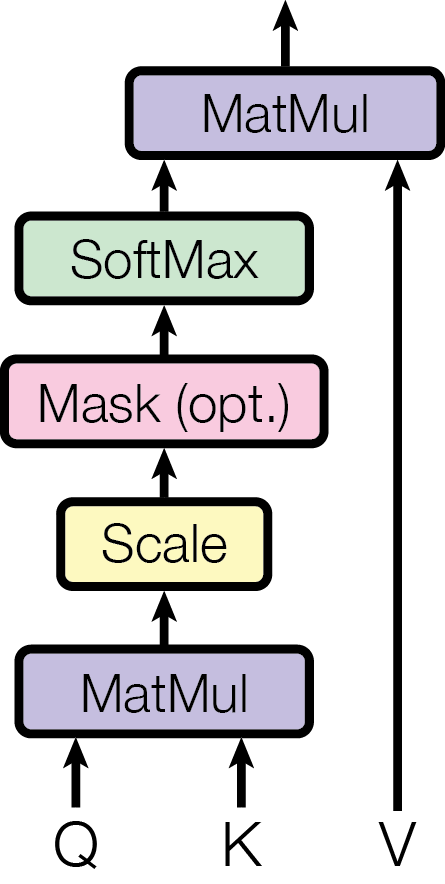 MatMul
SoftMax
Mask (opt.)
Scale
MatMul
Q K V